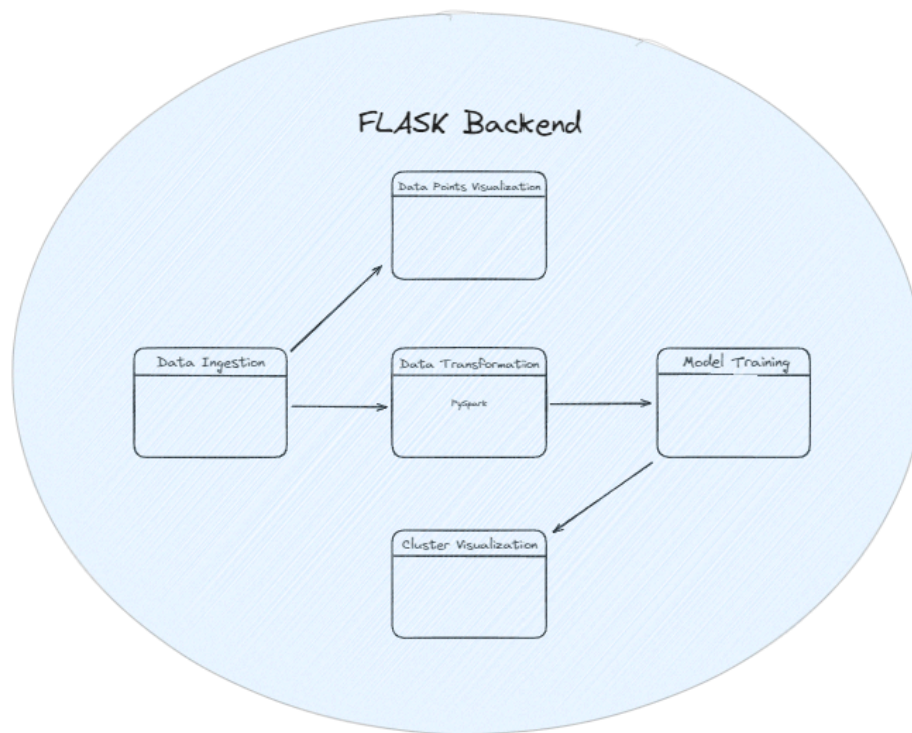 FLASK Backend
Data Points Visualization
Data Ingestion
Data Transformation
PySpark
Model Training
Cluster Visualization